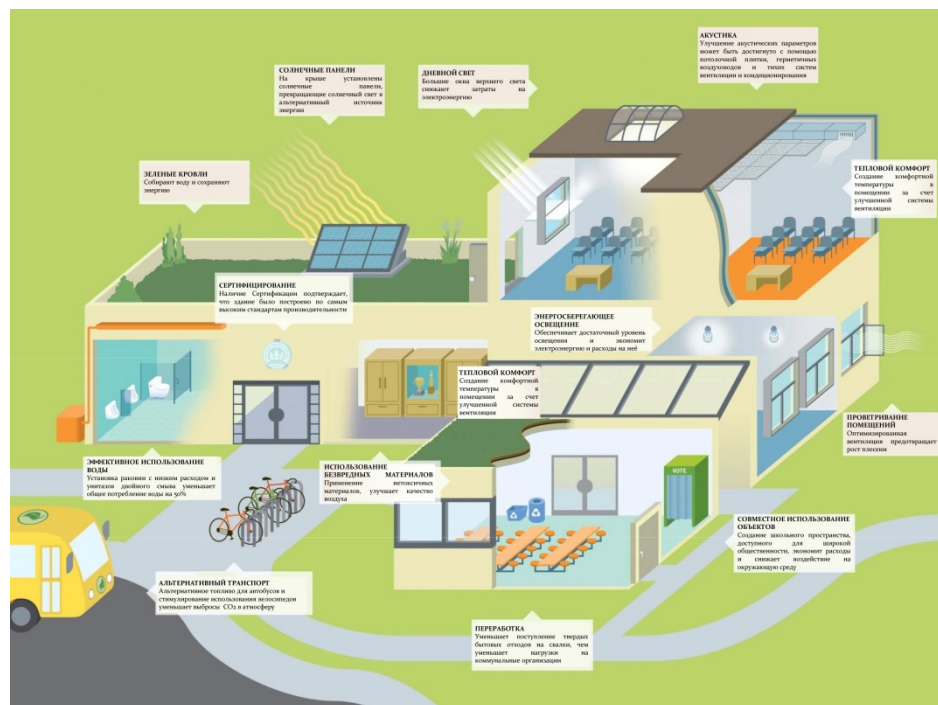 АКУСТИКА
Улучшение акустических параметров
может быть достигнуто с помощью
потолочной плитки, герметичных
воздуховодов и тихих систем
вентиляции и кондиционирования
СОЛНЕЧНЫЕ ПАНЕЛИ
На крыше установлены
солнечные панели,
превращающие солнечный свет в
альтернативный источник
энергии
ДНЕВНОЙ СВЕТ
Большие окна верхнего света
снижают затраты на
электроэнергию
ЗЕЛЕНЫЕ КРОВЛИ
Собирают воду и сохраняют
энергию
ТЕПЛОВОЙ КОМФОРТ
Создание комфортной
температуры в
помещении за счет
улучшенной системы
вентиляции
СЕРТИФИЦИРОВАНИЕ
Наличие Сертификации подтверждает,
что здание было построено по самым
высоким стандартам производительности
ЭНЕРГОСБЕРЕГАЮЩЕЕ
ОСВЕЩЕНИЕ
Обеспечивает достаточный уровень
освещения и экономит
электроэнергию и расходы на неё
ТЕПЛОВОЙ КОМФОРТ
Создание комфортной
температуры в
помещении за счет
улучшенной системы
вентиляция
ПРОВЕТРИВАНИЕ
ПОМЕЩЕНИЙ
Оптимизированная
вентиляция предотвращает
рост плесени
ЭФФЕКТИВНОЕ ИСПОЛЬЗОВАНИЕ
ВОДЫ
Установка раковин с низким расходом и
унитазов двойного смыва уменьшает
общее потребление воды на 50%
ИСПОЛЬЗОВАНИЕ
БЕЗВРЕДНЫХ МАТЕРИАЛОВ
Применение нетоксичных
материалов, улучшает качество
воздуха
VOTE
СОВМЕСТНОЕ ИСПОЛЬЗОВАНИЕ
ОБЪЕКТОВ
Создание школьного пространства,
доступного для широкой
общественности, экономит расходы
и снижает воздействие на
окружающую среду
АЛЬТЕРНАТИВНЫЙ ТРАНСПОРТ
Альтернативное топливо для автобусов и
стимулирование использования велосипедов
уменьшает выбросы CO2 в атмосферу
ПЕРЕРАБОТКА
Уменьшает поступление твердых
бытовых отходов на свалки, чем
уменьшает нагрузки на
коммунальные организации